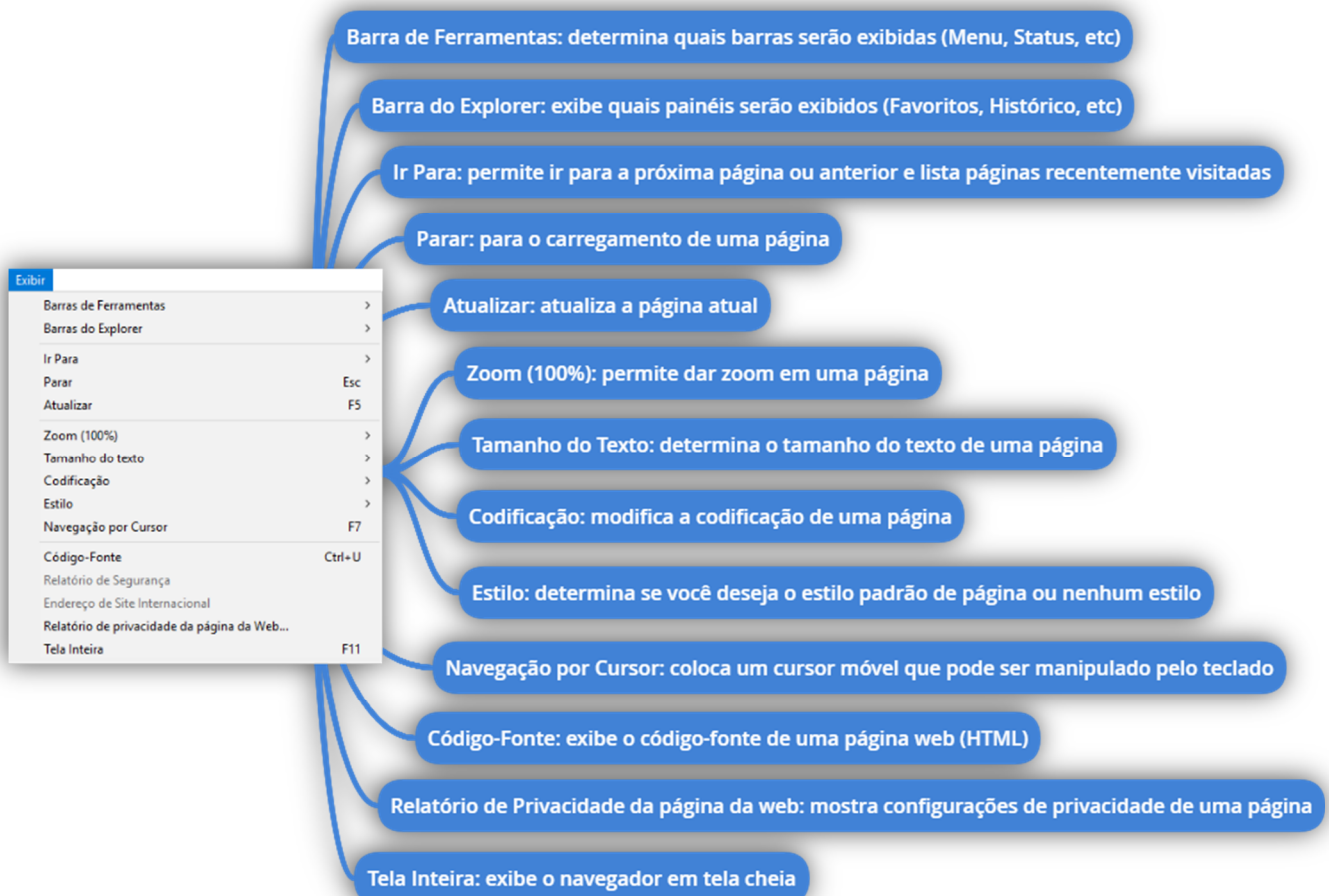 Barra de Ferramentas: determina quais barras serão exibidas (Menu, Status, etc)
Barra do Explorer: exibe quais painéis serão exibidos (Favoritos, Histórico, etc)
Ir Para: permite ir para a próxima página ou anterior e lista páginas recentemente visitadas
Parar: para o carregamento de uma página
Atualizar: atualiza a página atual
Zoom (100%): permite dar zoom em uma página
Tamanho do Texto: determina o tamanho do texto de uma página
Codificação: modifica a codificação de uma página
Estilo: determina se você deseja o estilo padrão de página ou nenhum estilo
Navegação por Cursor: coloca um cursor móvel que pode ser manipulado pelo teclado
Código-Fonte: exibe o código-fonte de uma página web (HTML)
Relatório de Privacidade da página da web: mostra configurações de privacidade de uma página
Tela Inteira: exibe o navegador em tela cheia
Exibir
Barras de Ferramentas
Barras do Explorer
Ir Para
Parar Esc
Atualizar F5
Zoom (100%)
Tamanho do texto
Codificação
Estilo
Navegação por Cursor F7
Código-Fonte Ctrl+U
Relatório de Segurança
Endereço de Site Internacional
Relatório de privacidade da página da Web...
Tela Inteira F11